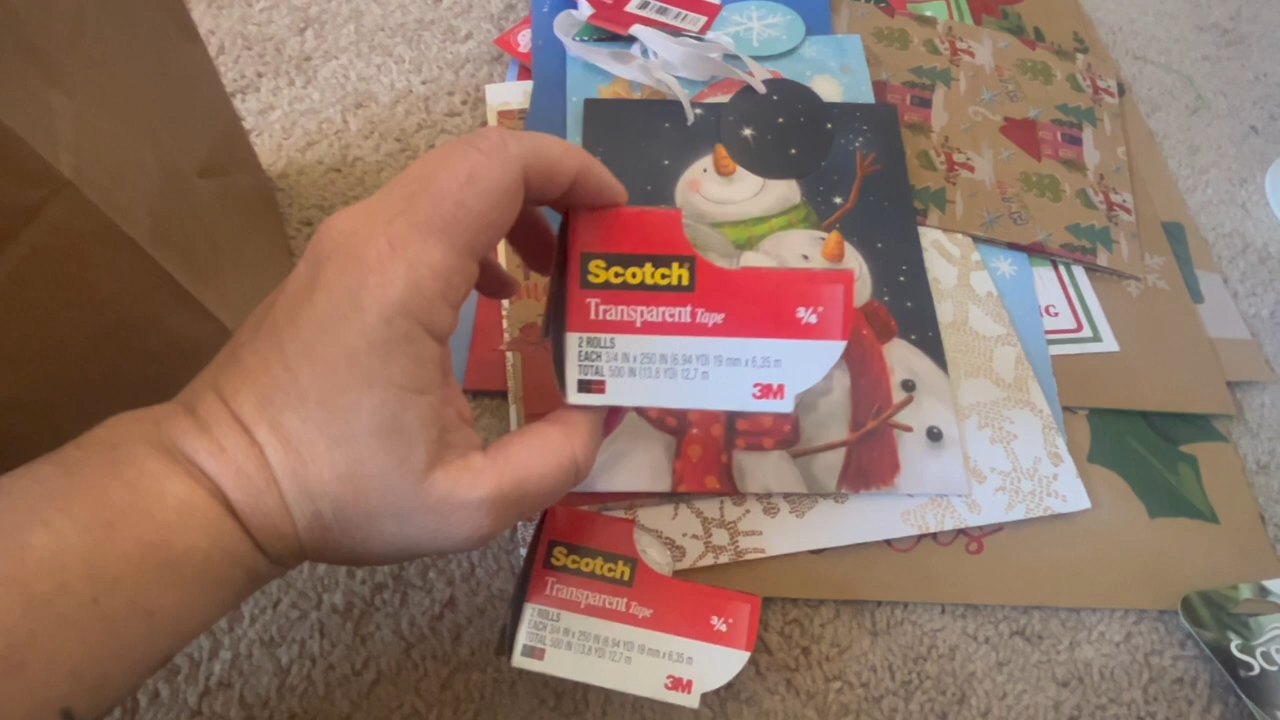 Scotch
Transparent Tape 3/4"
2 ROLLS
EACH 3/4 IN x 250 IN (6.94 YD) 19 mm x 6,35 m
TOTAL 500 IN (13.8 YD) 12,7 m
3M
Scotch
Transparent Tape 3/4"
2 ROLLS
EACH 3/4 IN x 250 IN (6.94 YD) 19 mm x 6,35 m
TOTAL 500 IN (13.8 YD) 12,7 m
3M